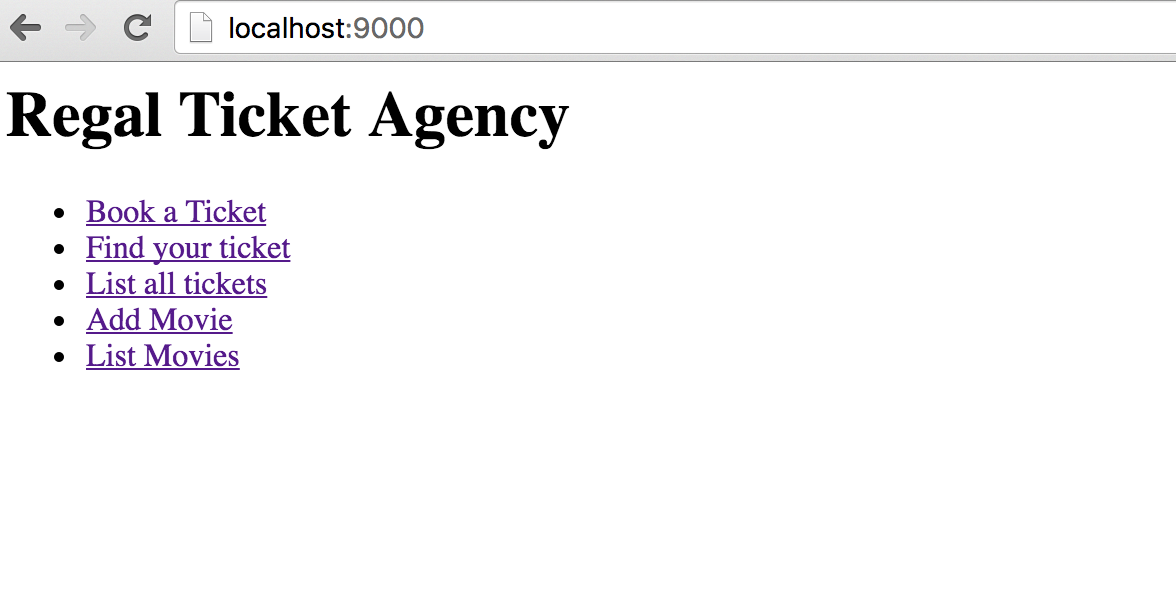 localhost:9000
Regal Ticket Agency
Book a Ticket
Find your ticket
List all tickets
Add Movie
List Movies